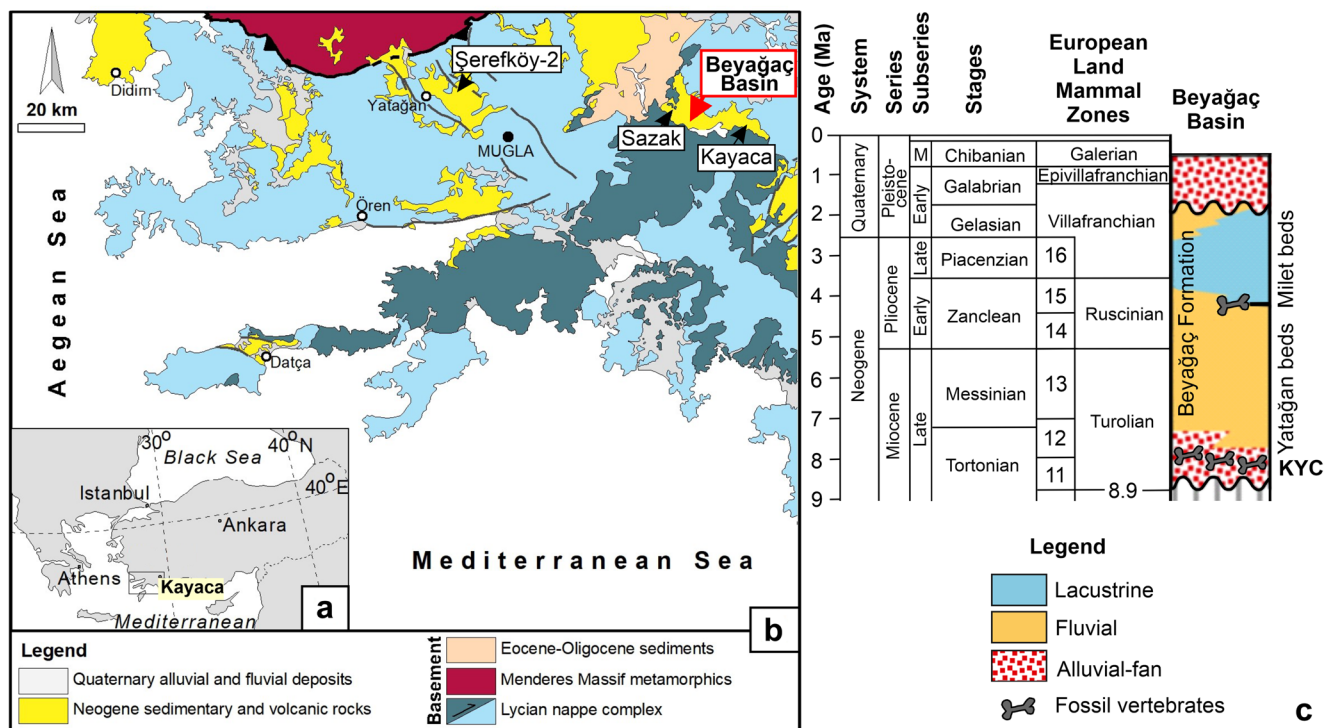 20 km
Didim
Şerefköy-2
Yatağan
MUGLA
Beyağaç
Basin
Sazak
Kayaca
Ören
Datça
Aegean Sea
Mediterranean Sea
b
30°
40°N
Black Sea
40°E
Istanbul
Ankara
Athens
Kayaca
Mediterranean
a
Legend
Quaternary alluvial and fluvial deposits
Neogene sedimentary and volcanic rocks
Basement
Eocene-Oligocene sediments
Menderes Massif metamorphics
Lycian nappe complex
Age (Ma)
System
Series
Subseries
Stages
European
Land
Mammal
Zones
Beyağaç
Basin
0
1
2
3
4
5
6
7
8
9
Quaternary
Neogene
Pleisto-
cene
Pliocene
Miocene
M
Early
Late
Early
Late
Chibanian
Galabrian
Gelasian
Piacenzian
Zanclean
Messinian
Tortonian
16
15
14
13
12
11
Galerian
Epivillafranchian
Villafranchian
Ruscinian
Turolian
8.9
Beyağaç Formation
Milet beds
Yatağan beds
KYC
Legend
Lacustrine
Fluvial
Alluvial-fan
Fossil vertebrates
c